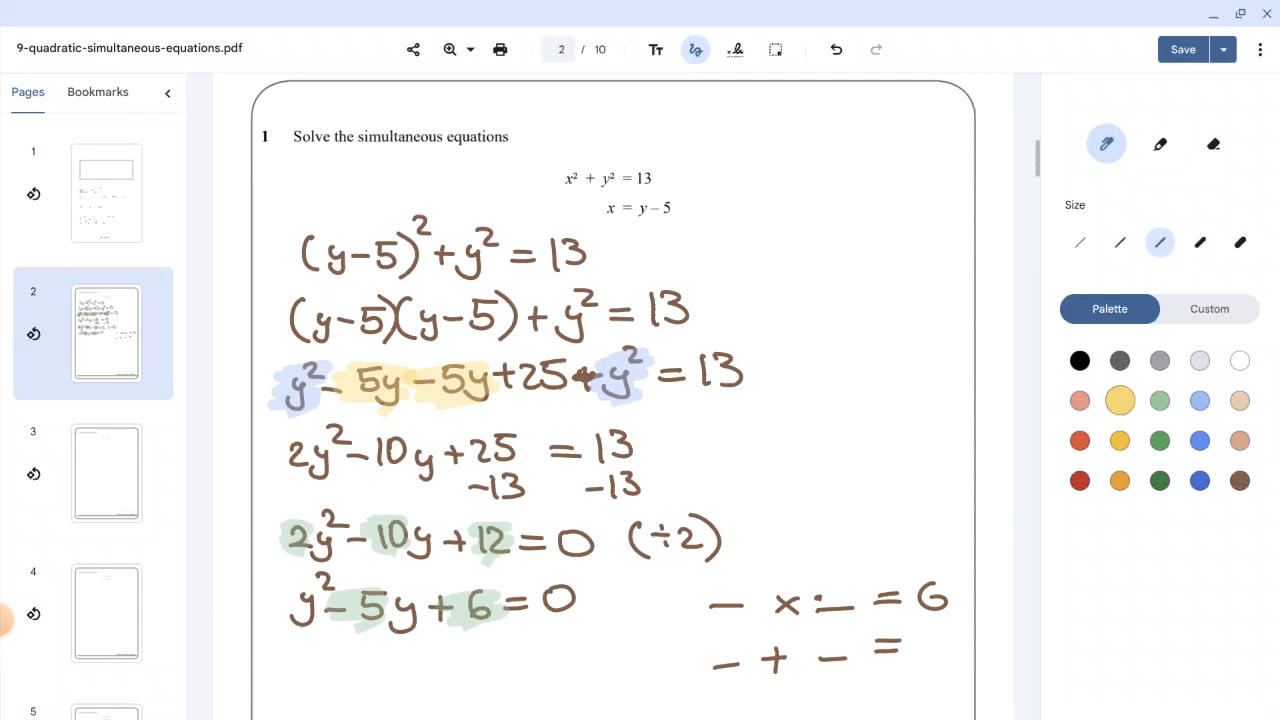 9-quadratic-simultaneous-equations.pdf
2 / 10
Save
Pages Bookmarks
1
2
3
4
5
1 Solve the simultaneous equations
x² + y² = 13
x = y – 5
(y-5)² + y² = 13
(y-5)(y-5) + y² = 13
y² - 5y - 5y + 25 + y² = 13
2y² - 10y + 25 = 13
-13 -13
2y² - 10y + 12 = 0 (÷2)
y² - 5y + 6 = 0
_ x _ = 6
_ + _ =
Size
Palette Custom